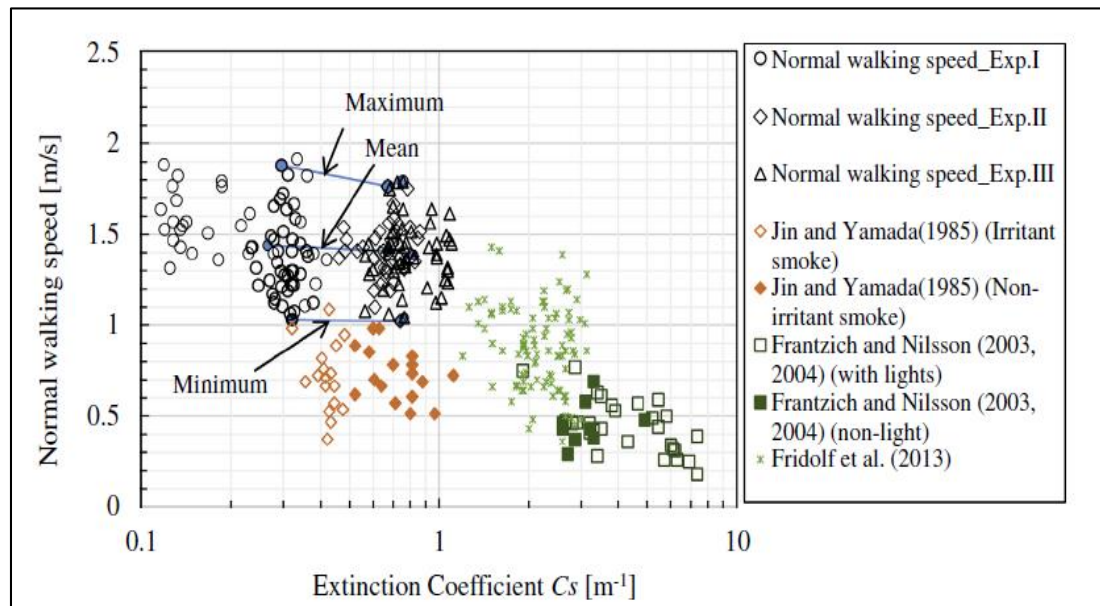 2.5
2
1.5
1
0.5
0
0.1
1
10
Normal walking speed [m/s]
Extinction Coefficient Cs [m⁻¹]
Maximum
Mean
Minimum
Normal walking speed_Exp.I
Normal walking speed_Exp.II
Normal walking speed_Exp.III
Jin and Yamada(1985) (Irritant
smoke)
Jin and Yamada(1985) (Non-
irritant smoke)
Frantzich and Nilsson (2003,
2004) (with lights)
Frantzich and Nilsson (2003,
2004) (non-light)
Fridolf et al. (2013)